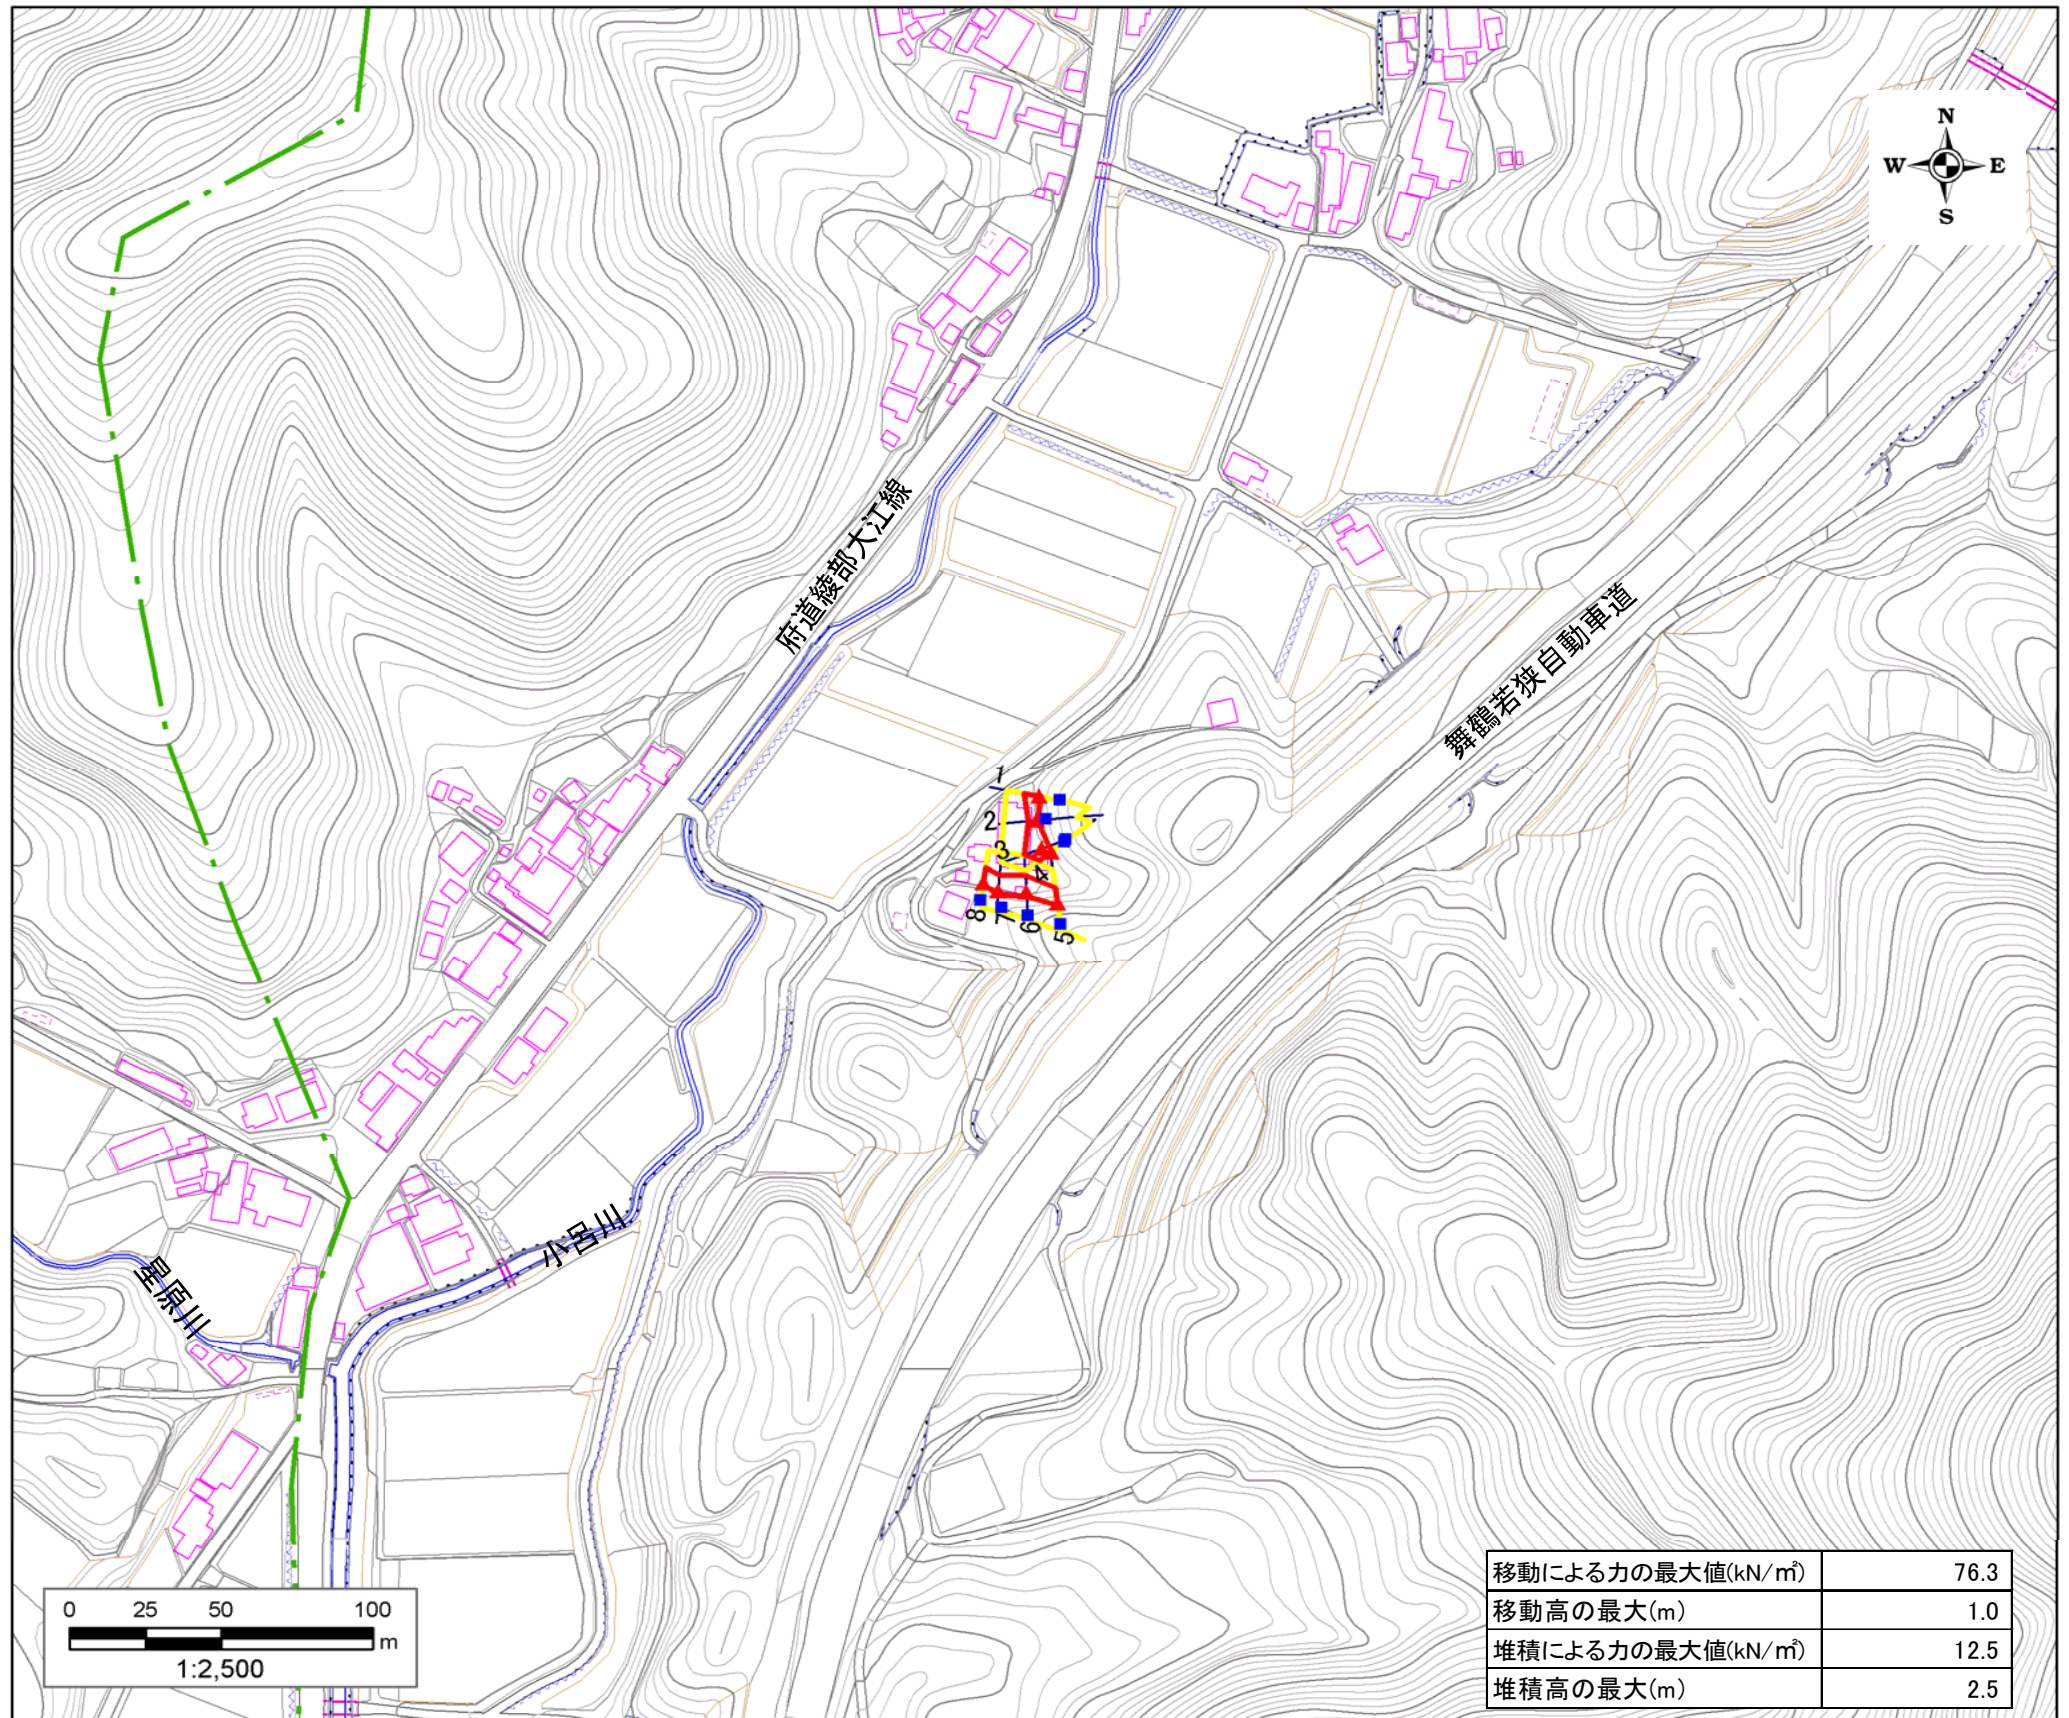 N
W E
S
府道綾部大江線
舞鶴若狭自動車道
1
2
3
4
8
7
6
5
小呂川
星原川
0 25 50 100
m
1:2,500
移動による力の最大値(kN/㎡) 76.3
移動高の最大(m) 1.0
堆積による力の最大値(kN/㎡) 12.5
堆積高の最大(m) 2.5